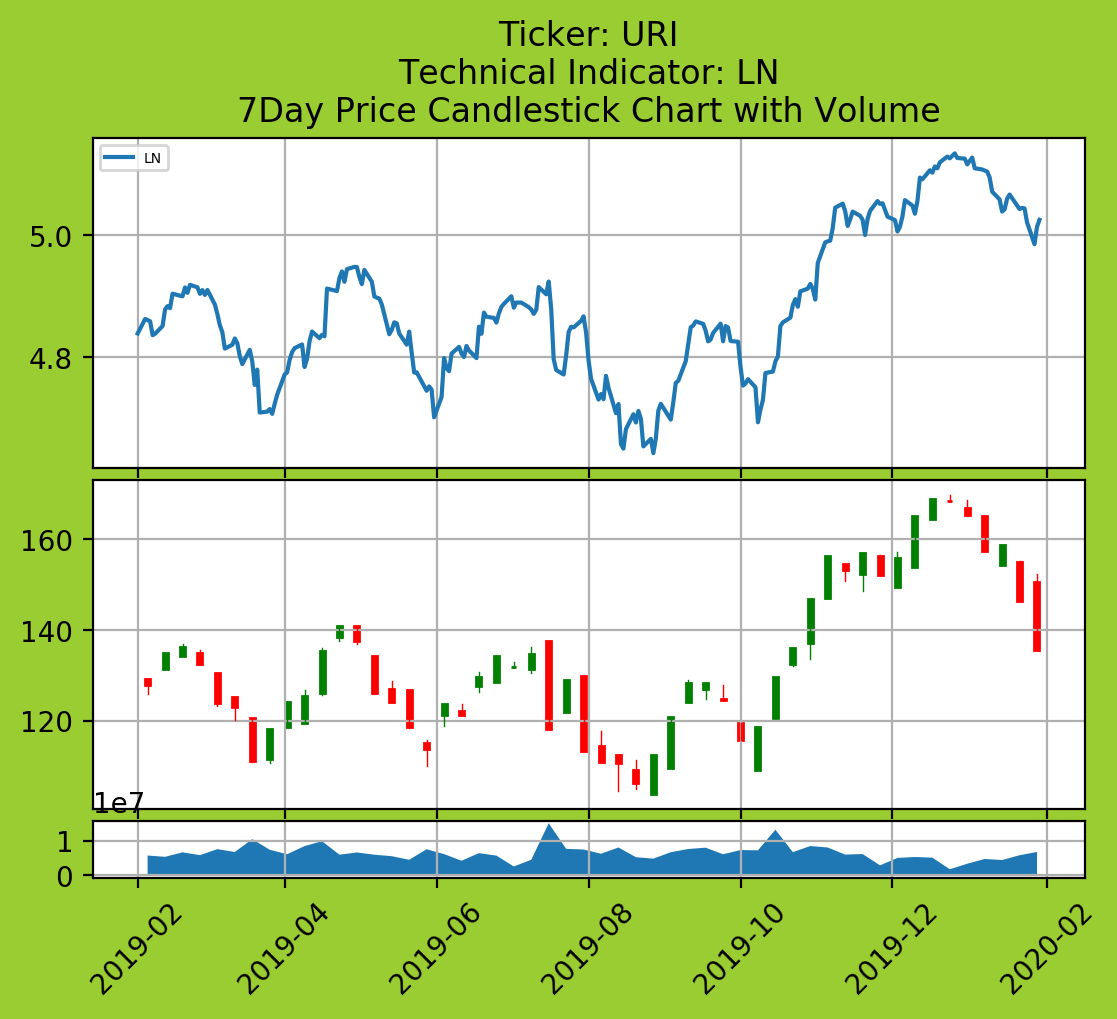 Ticker: URI
Technical Indicator: LN
7Day Price Candlestick Chart with Volume
LN
5.0
4.8
160
140
120
1e7
1
0
2019-02
2019-04
2019-06
2019-08
2019-10
2019-12
2020-02